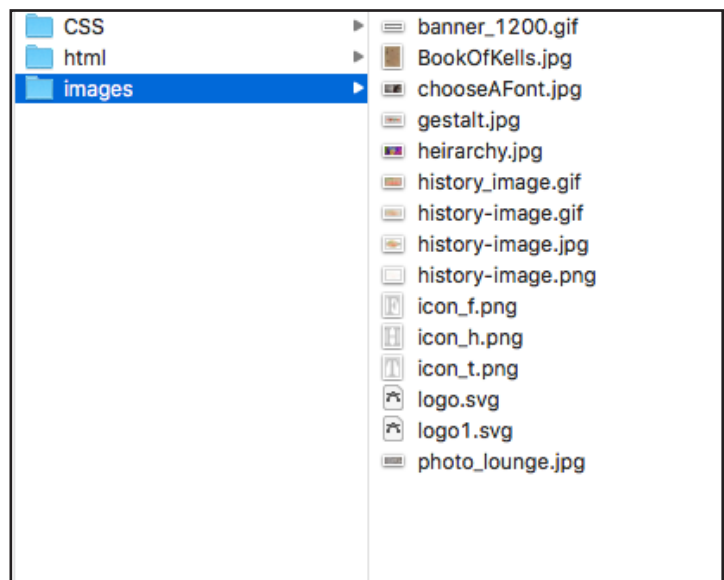 CSS
html
images
banner_1200.gif
BookOfKells.jpg
chooseAFont.jpg
gestalt.jpg
heirarchy.jpg
history_image.gif
history-image.gif
history-image.jpg
history-image.png
icon_f.png
icon_h.png
icon_t.png
logo.svg
logo1.svg
photo_lounge.jpg